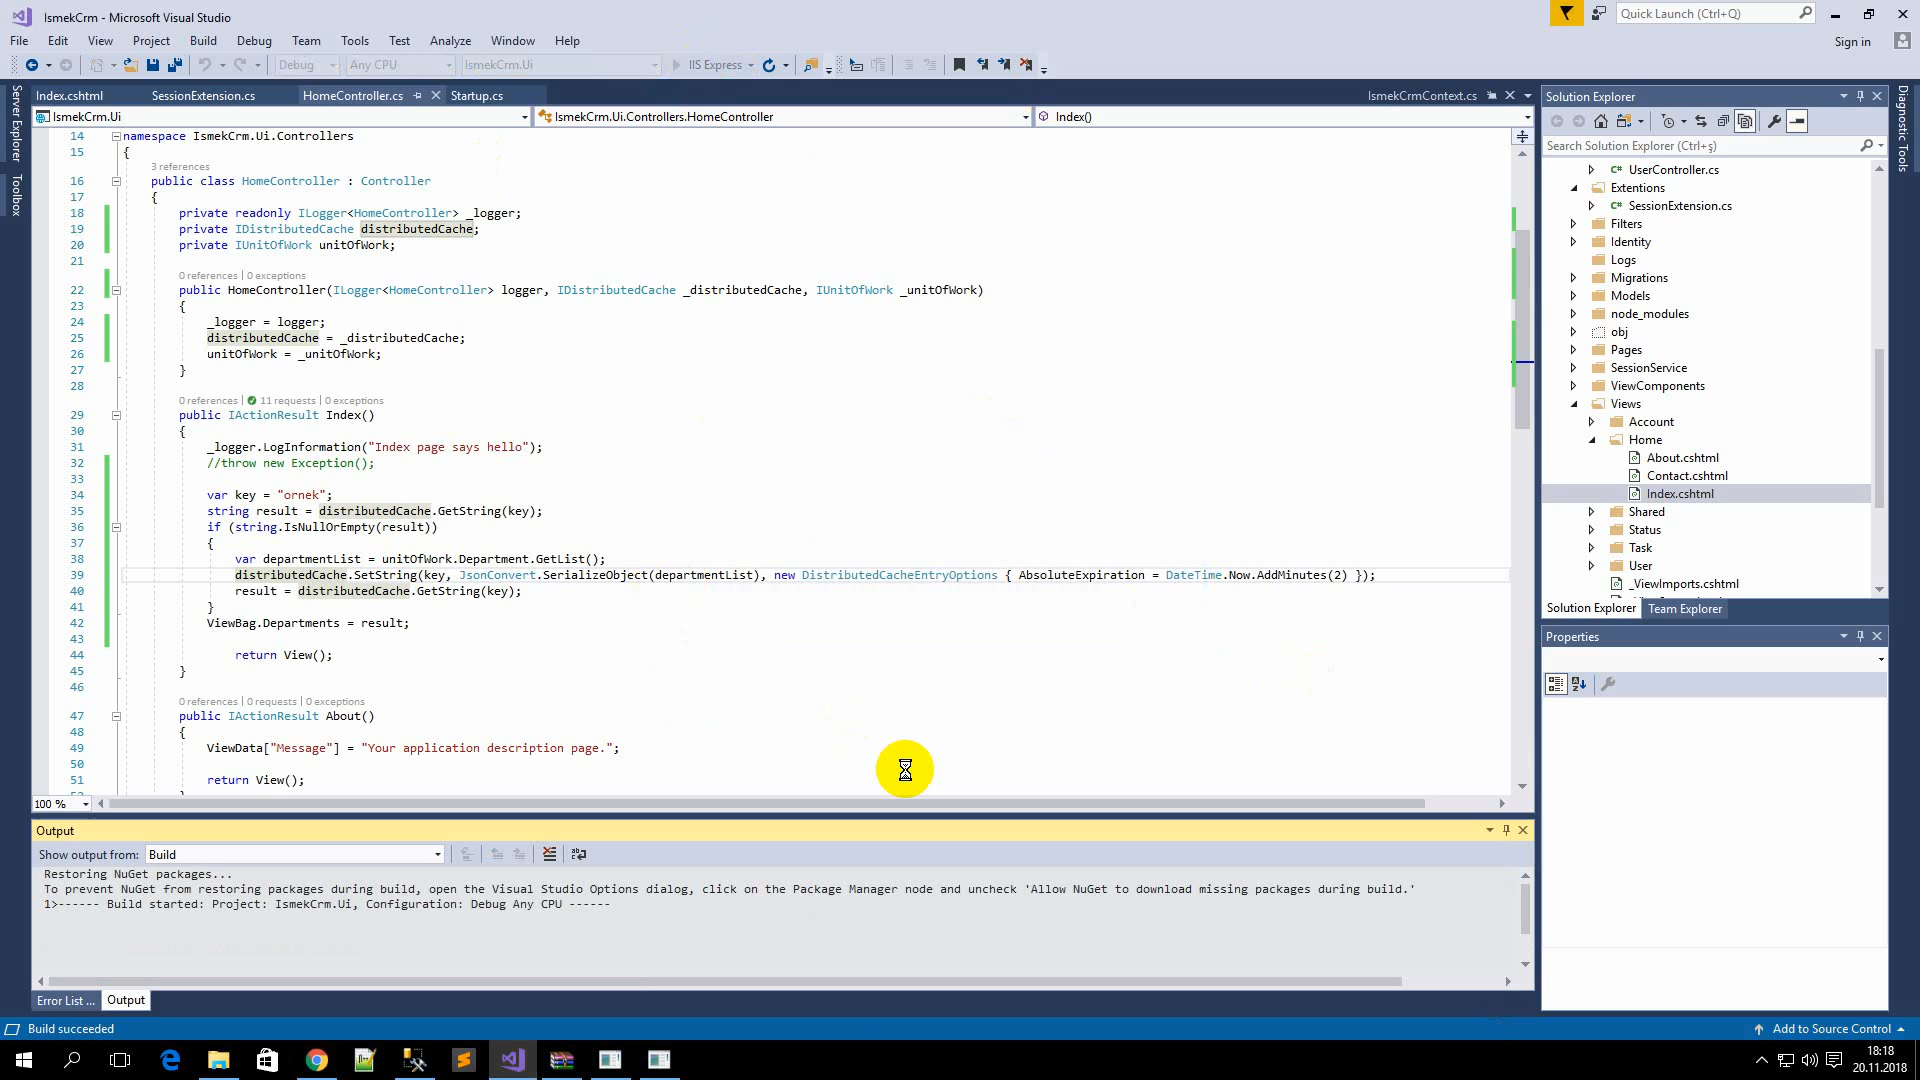 IsmekCrm - Microsoft Visual Studio
Quick Launch (Ctrl+Q)
File Edit View Project Build Debug Team Tools Test Analyze Window Help
Sign in
Debug Any CPU IsmekCrm.Ui IIS Express
Server Explorer
Toolbox
Index.cshtml SessionExtension.cs HomeController.cs Startup.cs IsmekCrmContext.cs
IsmekCrm.Ui IsmekCrm.Ui.Controllers.HomeController Index()
14 namespace IsmekCrm.Ui.Controllers
15 {
3 references
16 public class HomeController : Controller
17 {
18 private readonly ILogger<HomeController> _logger;
19 private IDistributedCache distributedCache;
20 private IUnitOfWork unitOfWork;
21
0 references | 0 exceptions
22 public HomeController(ILogger<HomeController> logger, IDistributedCache _distributedCache, IUnitOfWork _unitOfWork)
23 {
24 _logger = logger;
25 distributedCache = _distributedCache;
26 unitOfWork = _unitOfWork;
27 }
28
0 references | 11 requests | 0 exceptions
29 public IActionResult Index()
30 {
31 _logger.LogInformation("Index page says hello");
32 //throw new Exception();
33
34 var key = "ornek";
35 string result = distributedCache.GetString(key);
36 if (string.IsNullOrEmpty(result))
37 {
38 var departmentList = unitOfWork.Department.GetList();
39 distributedCache.SetString(key, JsonConvert.SerializeObject(departmentList), new DistributedCacheEntryOptions { AbsoluteExpiration = DateTime.Now.AddMinutes(2) });
40 result = distributedCache.GetString(key);
41 }
42 ViewBag.Departments = result;
43
44 return View();
45 }
46
0 references | 0 requests | 0 exceptions
47 public IActionResult About()
48 {
49 ViewData["Message"] = "Your application description page.";
50
51 return View();
100 %
Output
Show output from: Build
Restoring NuGet packages...
To prevent NuGet from restoring packages during build, open the Visual Studio Options dialog, click on the Package Manager node and uncheck 'Allow NuGet to download missing packages during build.'
1>------ Build started: Project: IsmekCrm.Ui, Configuration: Debug Any CPU ------
Error List ... Output
Solution Explorer
Search Solution Explorer (Ctrl+ş)
C# UserController.cs
Extentions
C# SessionExtension.cs
Filters
Identity
Logs
Migrations
Models
node_modules
obj
Pages
SessionService
ViewComponents
Views
Account
Home
About.cshtml
Contact.cshtml
Index.cshtml
Shared
Status
Task
User
_ViewImports.cshtml
Solution Explorer Team Explorer
Properties
Diagnostic Tools
Build succeeded
Add to Source Control
18:18
20.11.2018